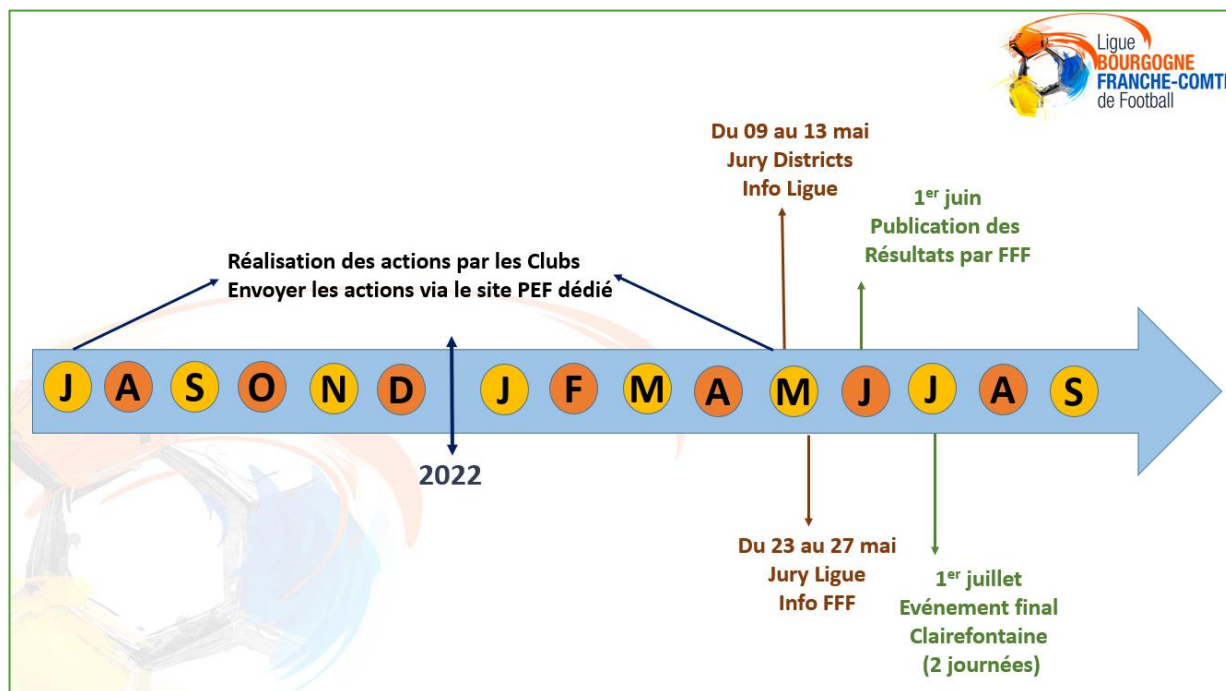 Ligue
BOURGOGNE
FRANCHE-COMTÉ
de Football
Du 09 au 13 mai
Jury Districts
Info Ligue
1er juin
Publication des
Résultats par FFF
Réalisation des actions par les Clubs
Envoyer les actions via le site PEF dédié
J A S O N D J F M A M J J A S
2022
Du 23 au 27 mai
Jury Ligue
Info FFF
1er juillet
Evénement final
Clairefontaine
(2 journées)